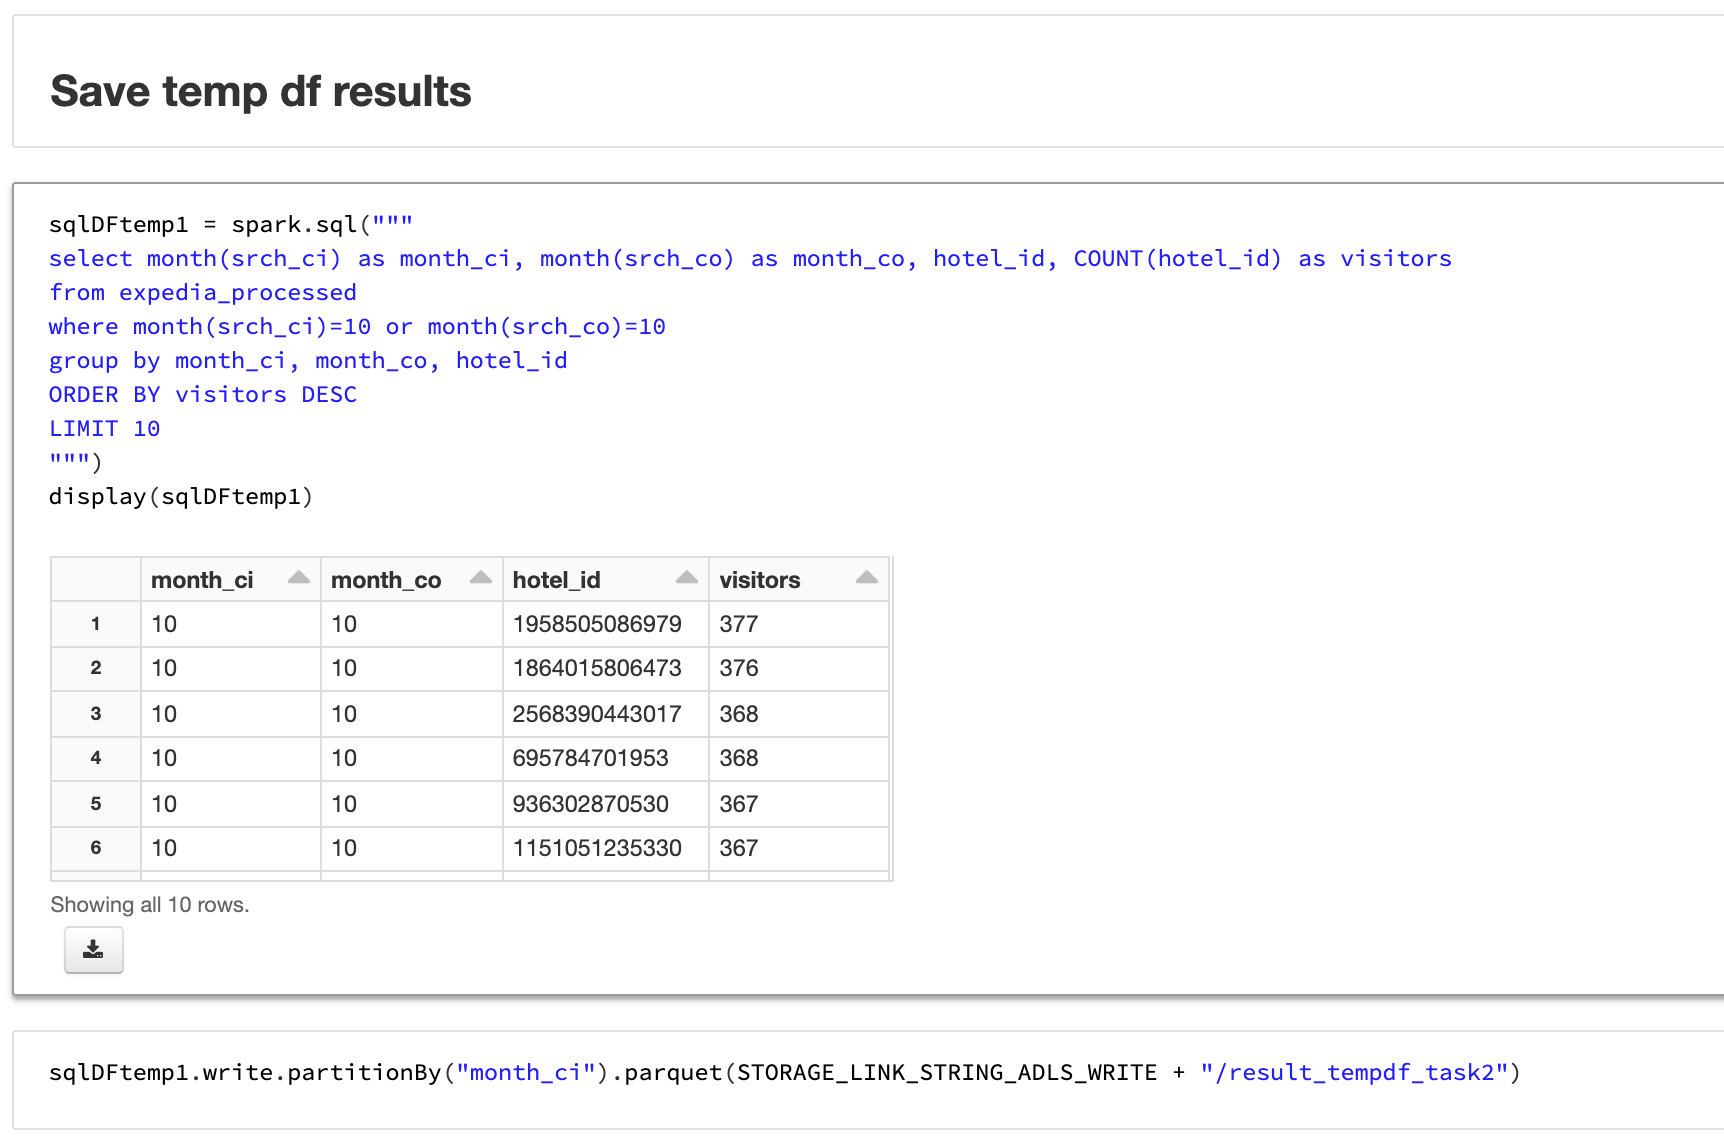 Save temp df results
sqlDFtemp1 = spark.sql("""
select month(srch_ci) as month_ci, month(srch_co) as month_co, hotel_id, COUNT(hotel_id) as visitors
from expedia_processed
where month(srch_ci)=10 or month(srch_co)=10
group by month_ci, month_co, hotel_id
ORDER BY visitors DESC
LIMIT 10
""")
display(sqlDFtemp1)
month_ci month_co hotel_id visitors
1 10 10 1958505086979 377
2 10 10 1864015806473 376
3 10 10 2568390443017 368
4 10 10 695784701953 368
5 10 10 936302870530 367
6 10 10 1151051235330 367
Showing all 10 rows.
sqlDFtemp1.write.partitionBy("month_ci").parquet(STORAGE_LINK_STRING_ADLS_WRITE + "/result_tempdf_task2")